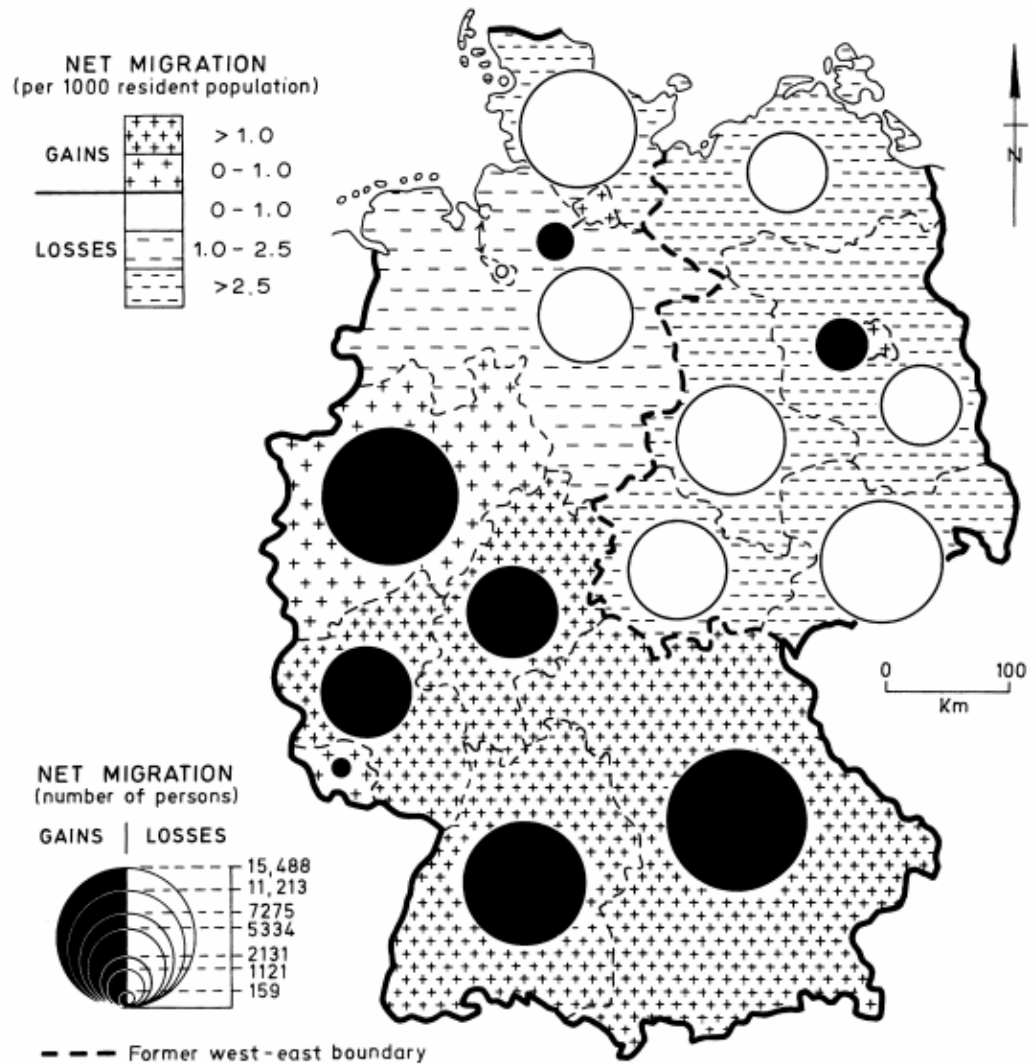 NET MIGRATION
(per 1000 resident population)
GAINS
> 1.0
0 - 1.0
LOSSES
0 - 1.0
1.0 - 2.5
>2.5
N
0 100
Km
NET MIGRATION
(number of persons)
GAINS | LOSSES
15,488
11,213
7275
5334
2131
1121
159
Former west-east boundary